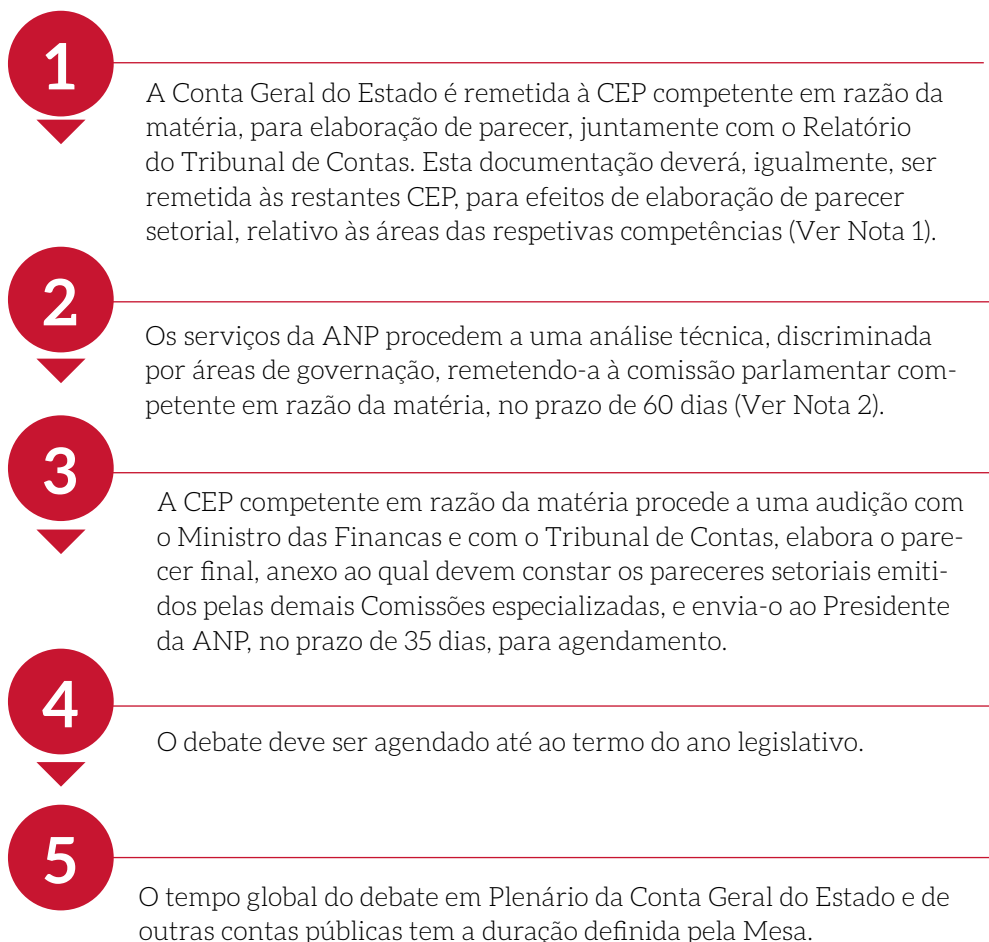 1
A Conta Geral do Estado é remetida à CEP competente em razão da
matéria, para elaboração de parecer, juntamente com o Relatório
do Tribunal de Contas. Esta documentação deverá, igualmente, ser
remetida às restantes CEP, para efeitos de elaboração de parecer
setorial, relativo às áreas das respetivas competências (Ver Nota 1).
2
Os serviços da ANP procedem a uma análise técnica, discriminada
por áreas de governação, remetendo-a à comissão parlamentar com-
petente em razão da matéria, no prazo de 60 dias (Ver Nota 2).
3
A CEP competente em razão da matéria procede a uma audição com
o Ministro das Financas e com o Tribunal de Contas, elabora o pare-
cer final, anexo ao qual devem constar os pareceres setoriais emiti-
dos pelas demais Comissões especializadas, e envia-o ao Presidente
da ANP, no prazo de 35 dias, para agendamento.
4
O debate deve ser agendado até ao termo do ano legislativo.
5
O tempo global do debate em Plenário da Conta Geral do Estado e de
outras contas públicas tem a duração definida pela Mesa.